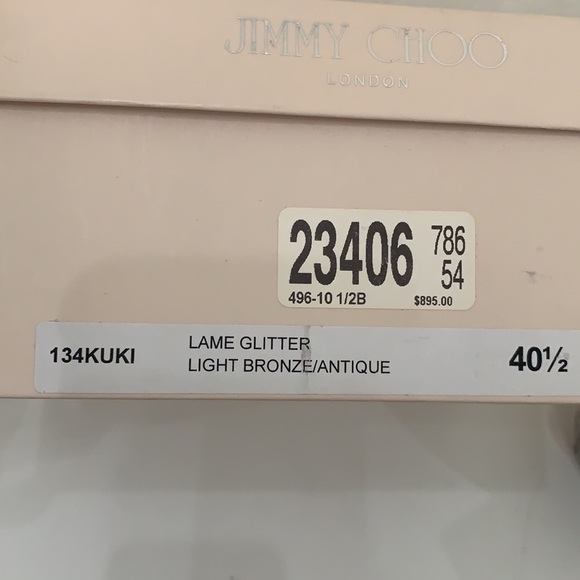 JIMMY CHOO
LONDON
23406 786
54
496-10 1/2B $895.00
134KUKI LAME GLITTER
LIGHT BRONZE/ANTIQUE
40½